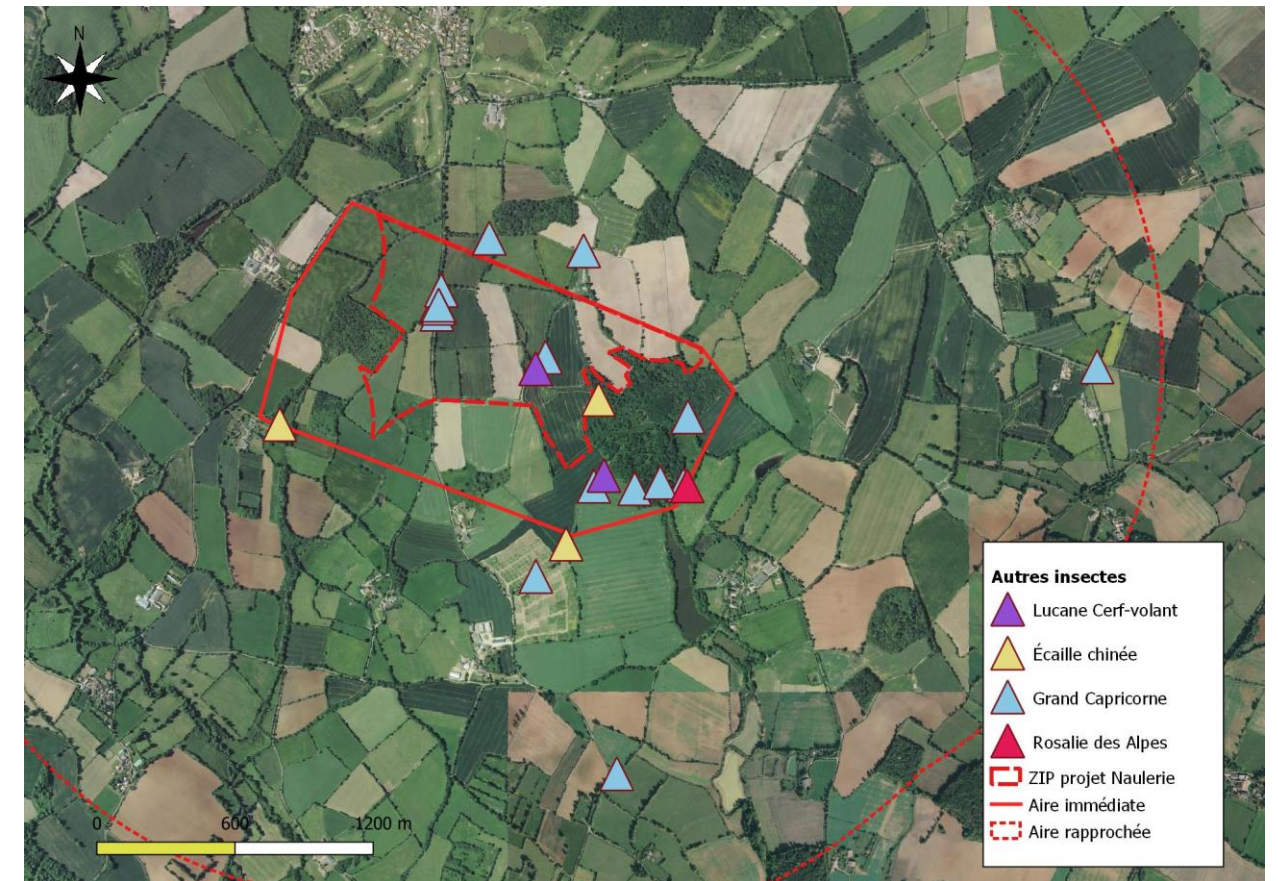 N
Autres insectes
Lucane Cerf-volant
Écaille chinée
Grand Capricorne
Rosalie des Alpes
ZIP projet Naulerie
Aire immédiate
Aire rapprochée
0 600 1200 m